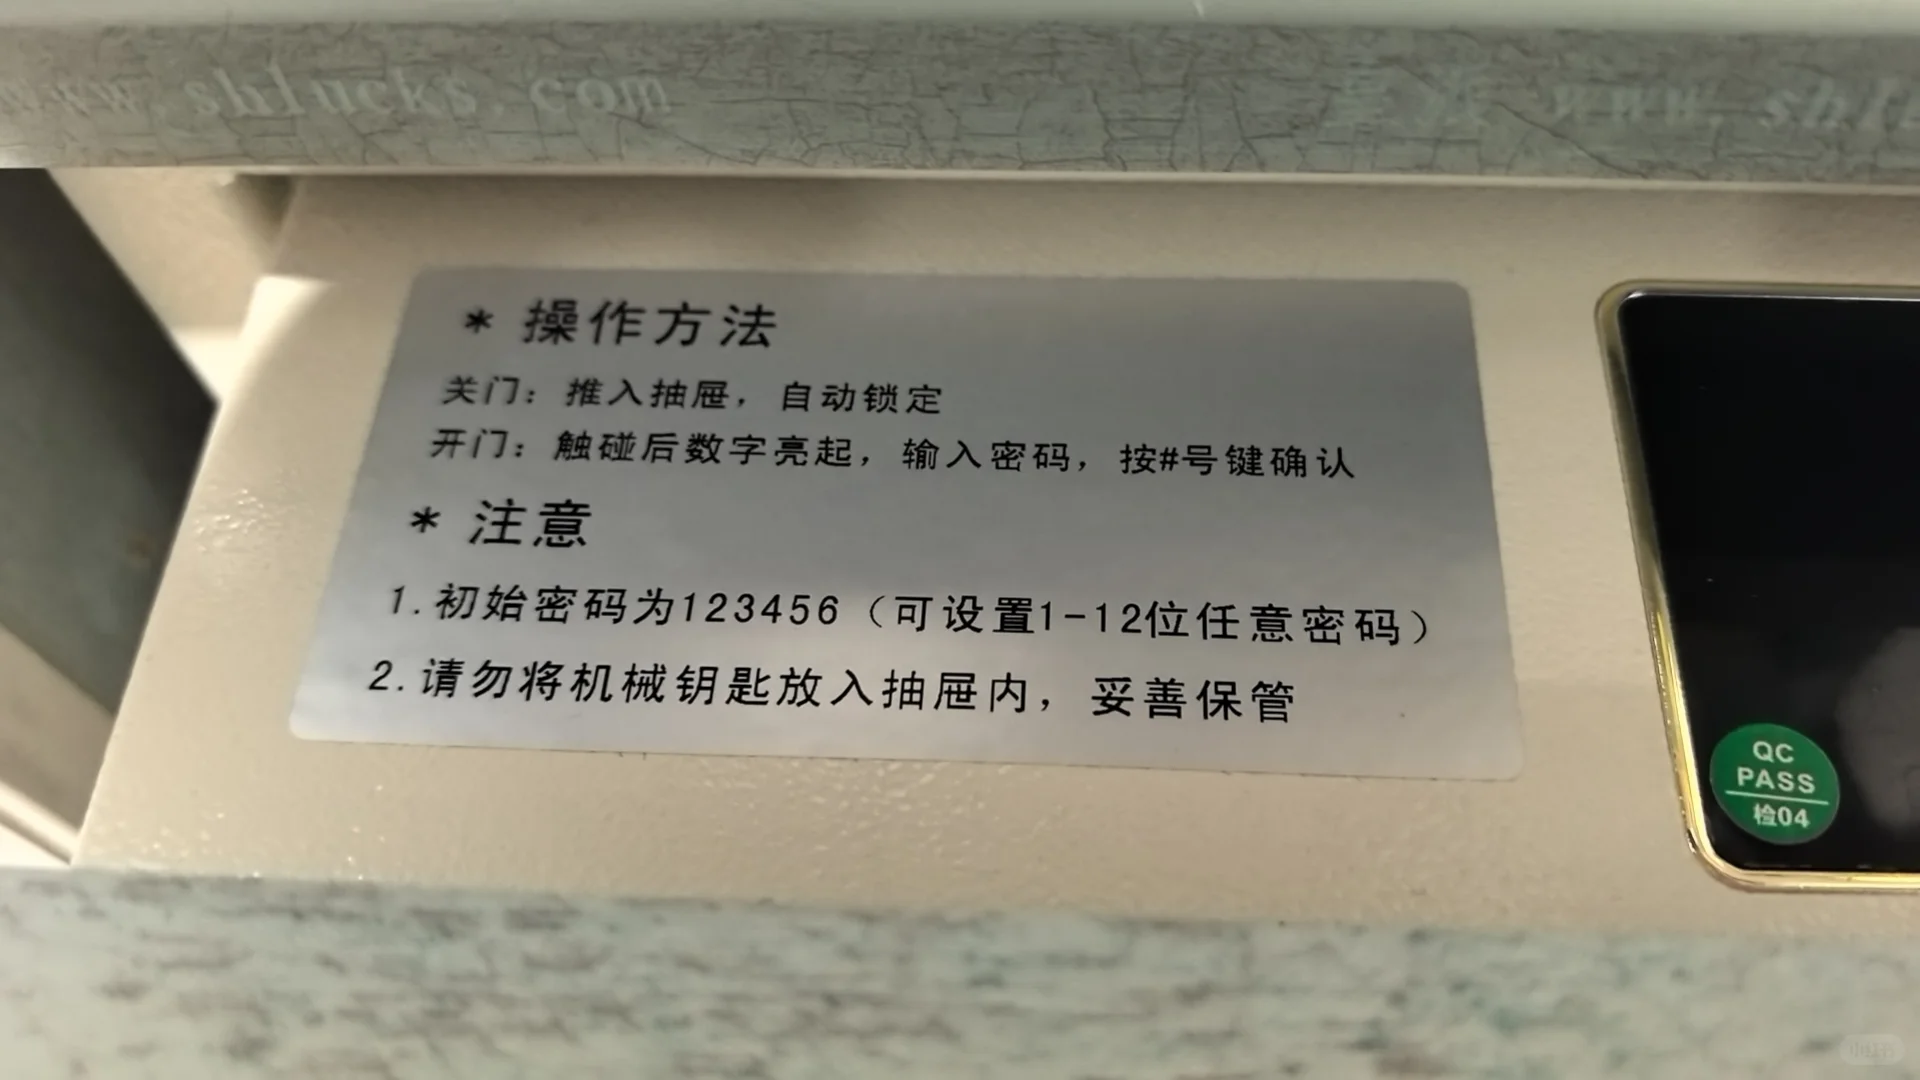 www.shlucks.com
www.shl
* 操作方法
关门：推入抽屉，自动锁定
开门：触碰后数字亮起，输入密码，按#号键确认
* 注意
1.初始密码为123456（可设置1-12位任意密码）
2.请勿将机械钥匙放入抽屉内，妥善保管
QC
PASS
检04
小红书